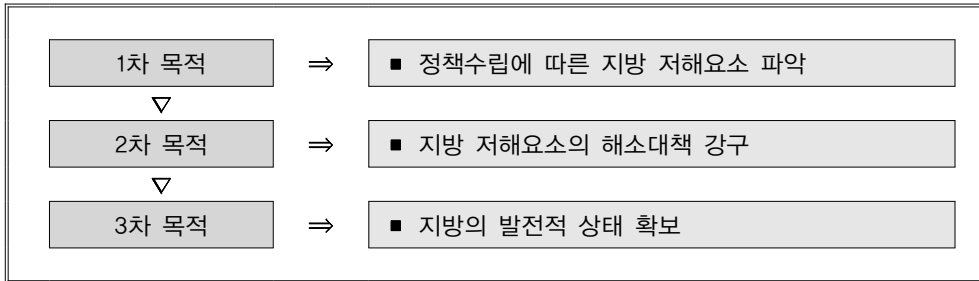 1차 목적 ⇒ ■ 정책수립에 따른 지방 저해요소 파악
▽
2차 목적 ⇒ ■ 지방 저해요소의 해소대책 강구
▽
3차 목적 ⇒ ■ 지방의 발전적 상태 확보